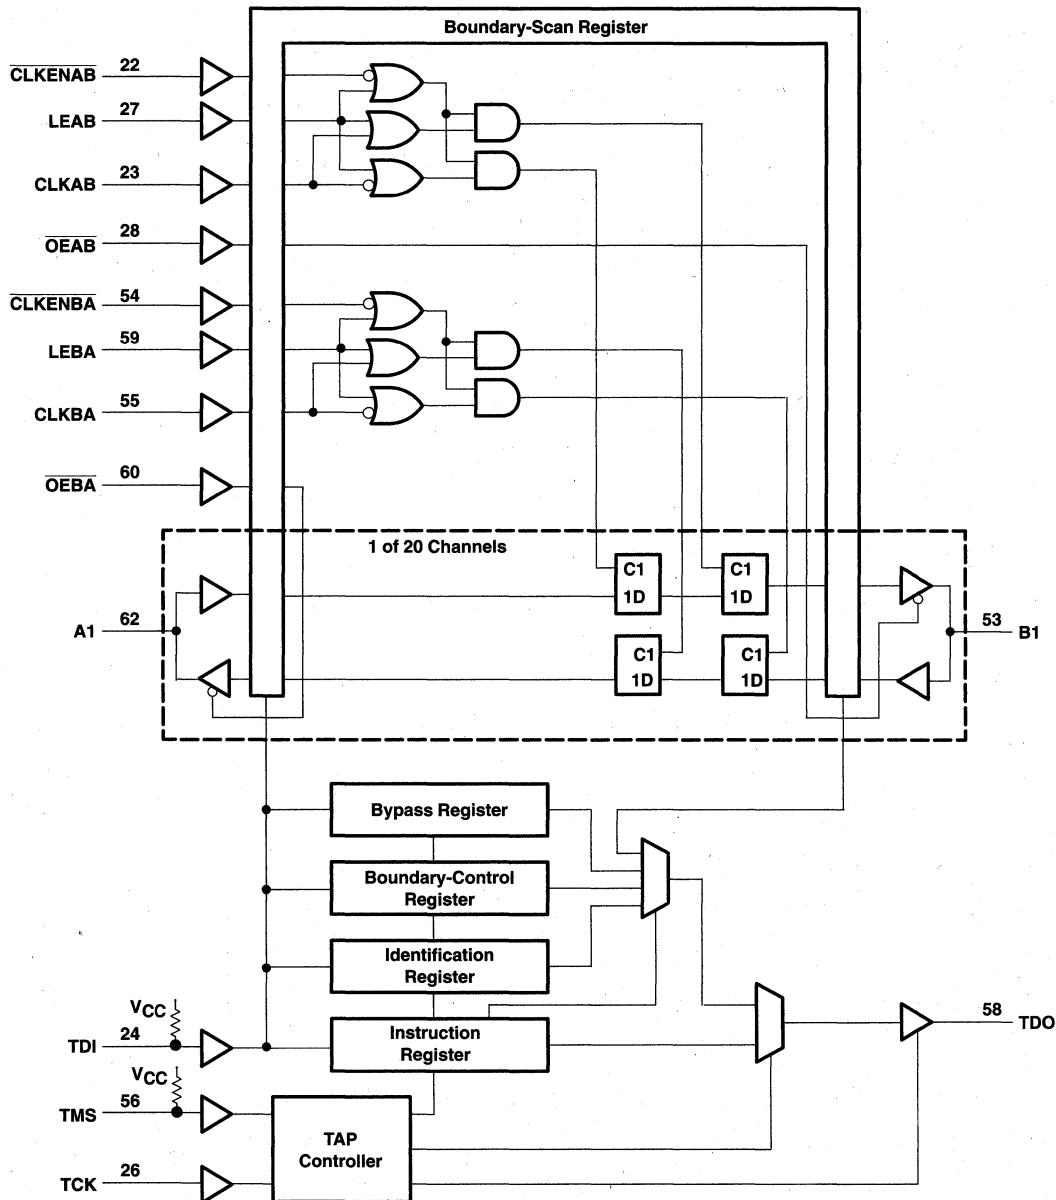 Boundary-Scan Register
CLKENAB 22
LEAB 27
CLKAB 23
OEAB 28
CLKENBA 54
LEBA 59
CLKBA 55
OEBA 60
1 of 20 Channels
C1
1D
C1
1D
A1 62
53 B1
C1
1D
C1
1D
Bypass Register
Boundary-Control
Register
Identification
Register
VCC
TDI 24
Instruction
Register
58 TDO
VCC
TMS 56
TAP
Controller
TCK 26